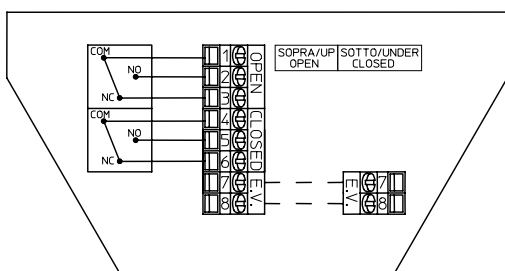 COM
NO
NC
COM
NO
NC
1
2
3
4
5
6
7
8
OPEN
CLOSED
E.V.
SOPRA/UP SOTTO/UNDER
OPEN CLOSED
E.V.
7
8